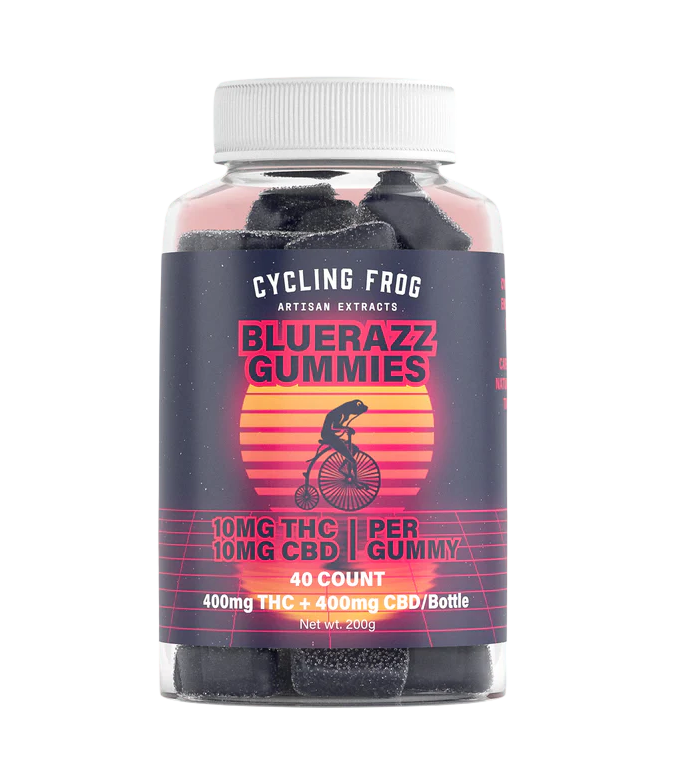 CYCLING FROG
ARTISAN EXTRACTS
BLUERAZZ
GUMMIES
10MG THC | PER
10MG CBD | GUMMY
40 COUNT
400mg THC + 400mg CBD/Bottle
Net wt. 200g